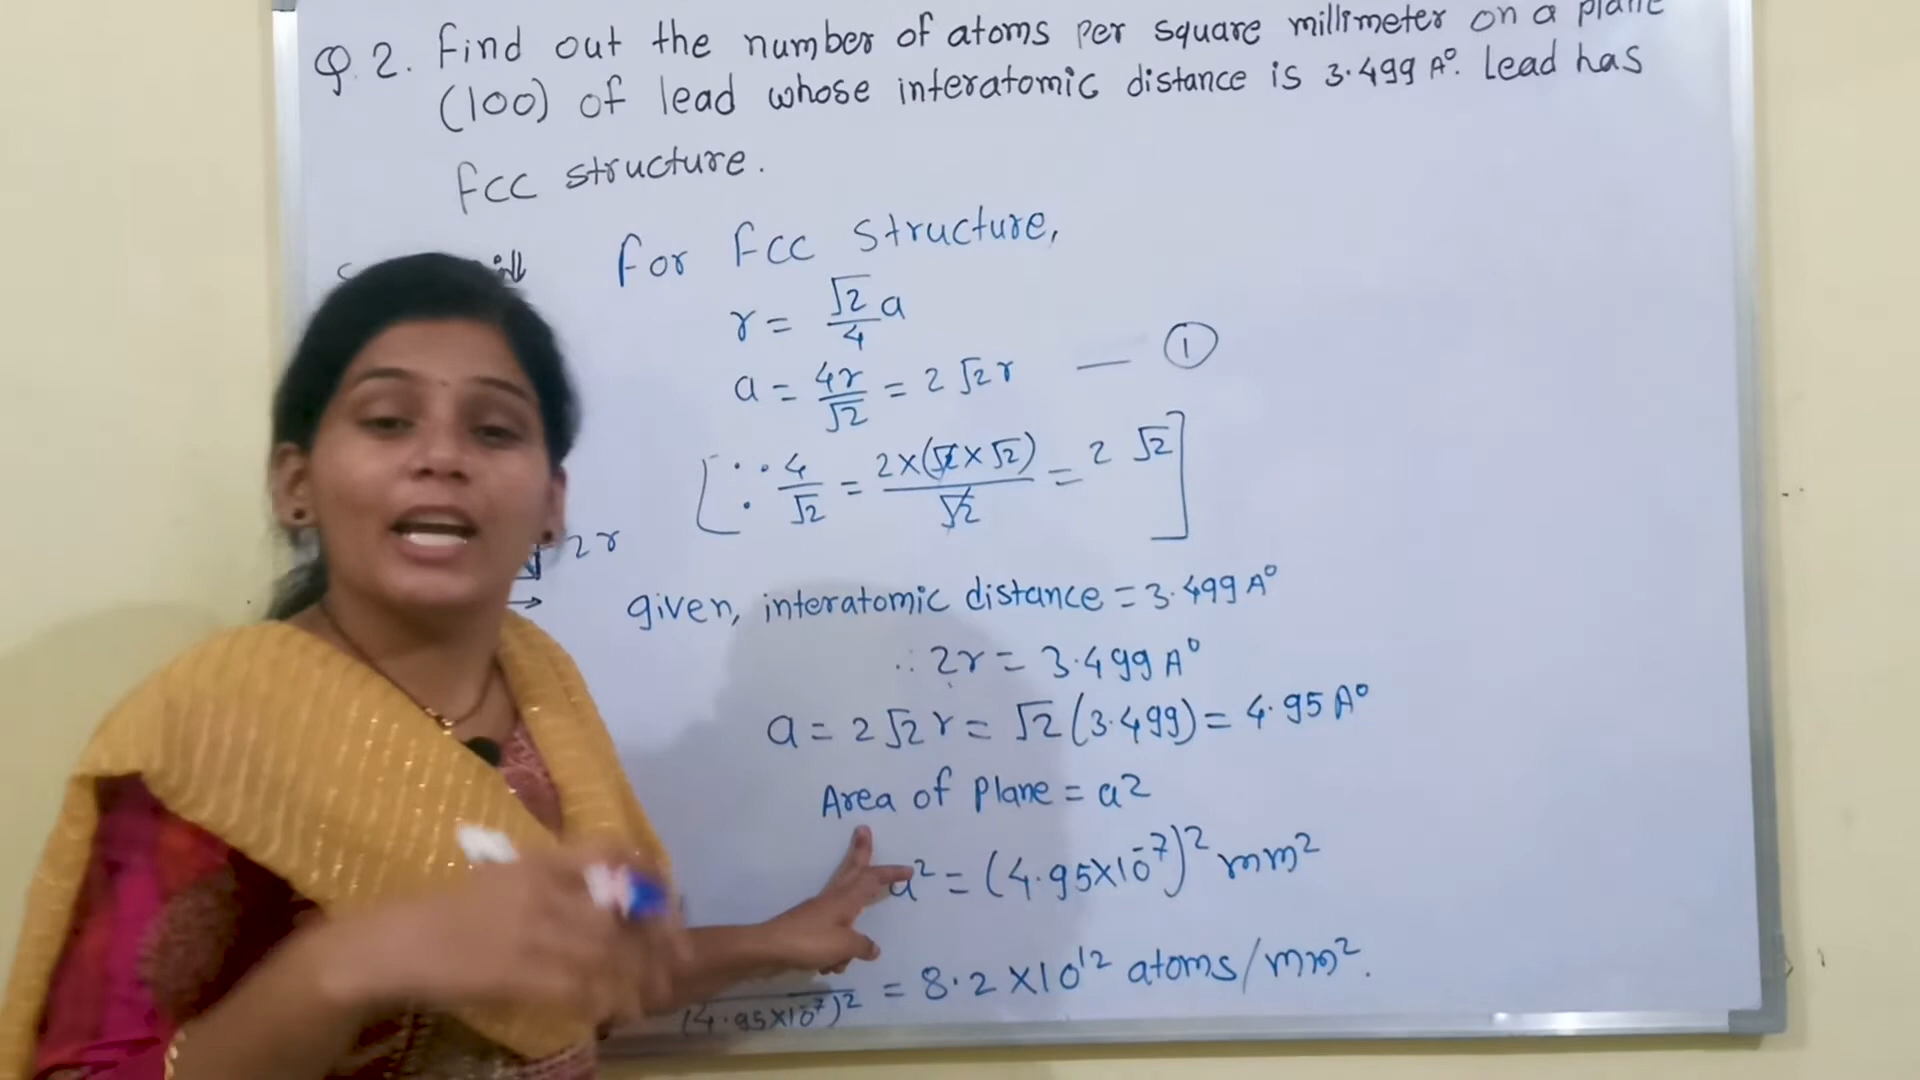 Q.2. Find out the number of atoms per square millimeter on a plane
(100) of lead whose interatomic distance is 3.499 A°. Lead has
FCC structure.
For FCC structure,
r = √2/4 a
a = 4r/√2 = 2√2 r — ①
[∵ 4/√2 = 2×(√2×√2)/√2 = 2√2]
2r
given, interatomic distance = 3.499 A°
∴ 2r = 3.499 A°
a = 2√2 r = √2 (3.499) = 4.95 A°
Area of plane = a2
a² = (4.95×10⁻⁷)² mm²
(4.95×10⁻⁷)² = 8.2 × 10¹² atoms/mm².